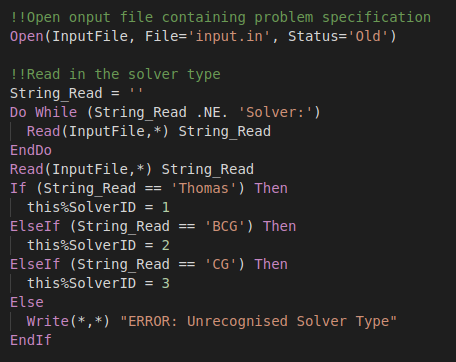 !!Open onput file containing problem specification
Open(InputFile, File='input.in', Status='Old')
!!Read in the solver type
String_Read = ''
Do While (String_Read .NE. 'Solver:')
Read(InputFile,*) String_Read
EndDo
Read(InputFile,*) String_Read
If (String_Read == 'Thomas') Then
this%SolverID = 1
ElseIf (String_Read == 'BCG') Then
this%SolverID = 2
ElseIf (String_Read == 'CG') Then
this%SolverID = 3
Else
Write(*,*) "ERROR: Unrecognised Solver Type"
EndIf